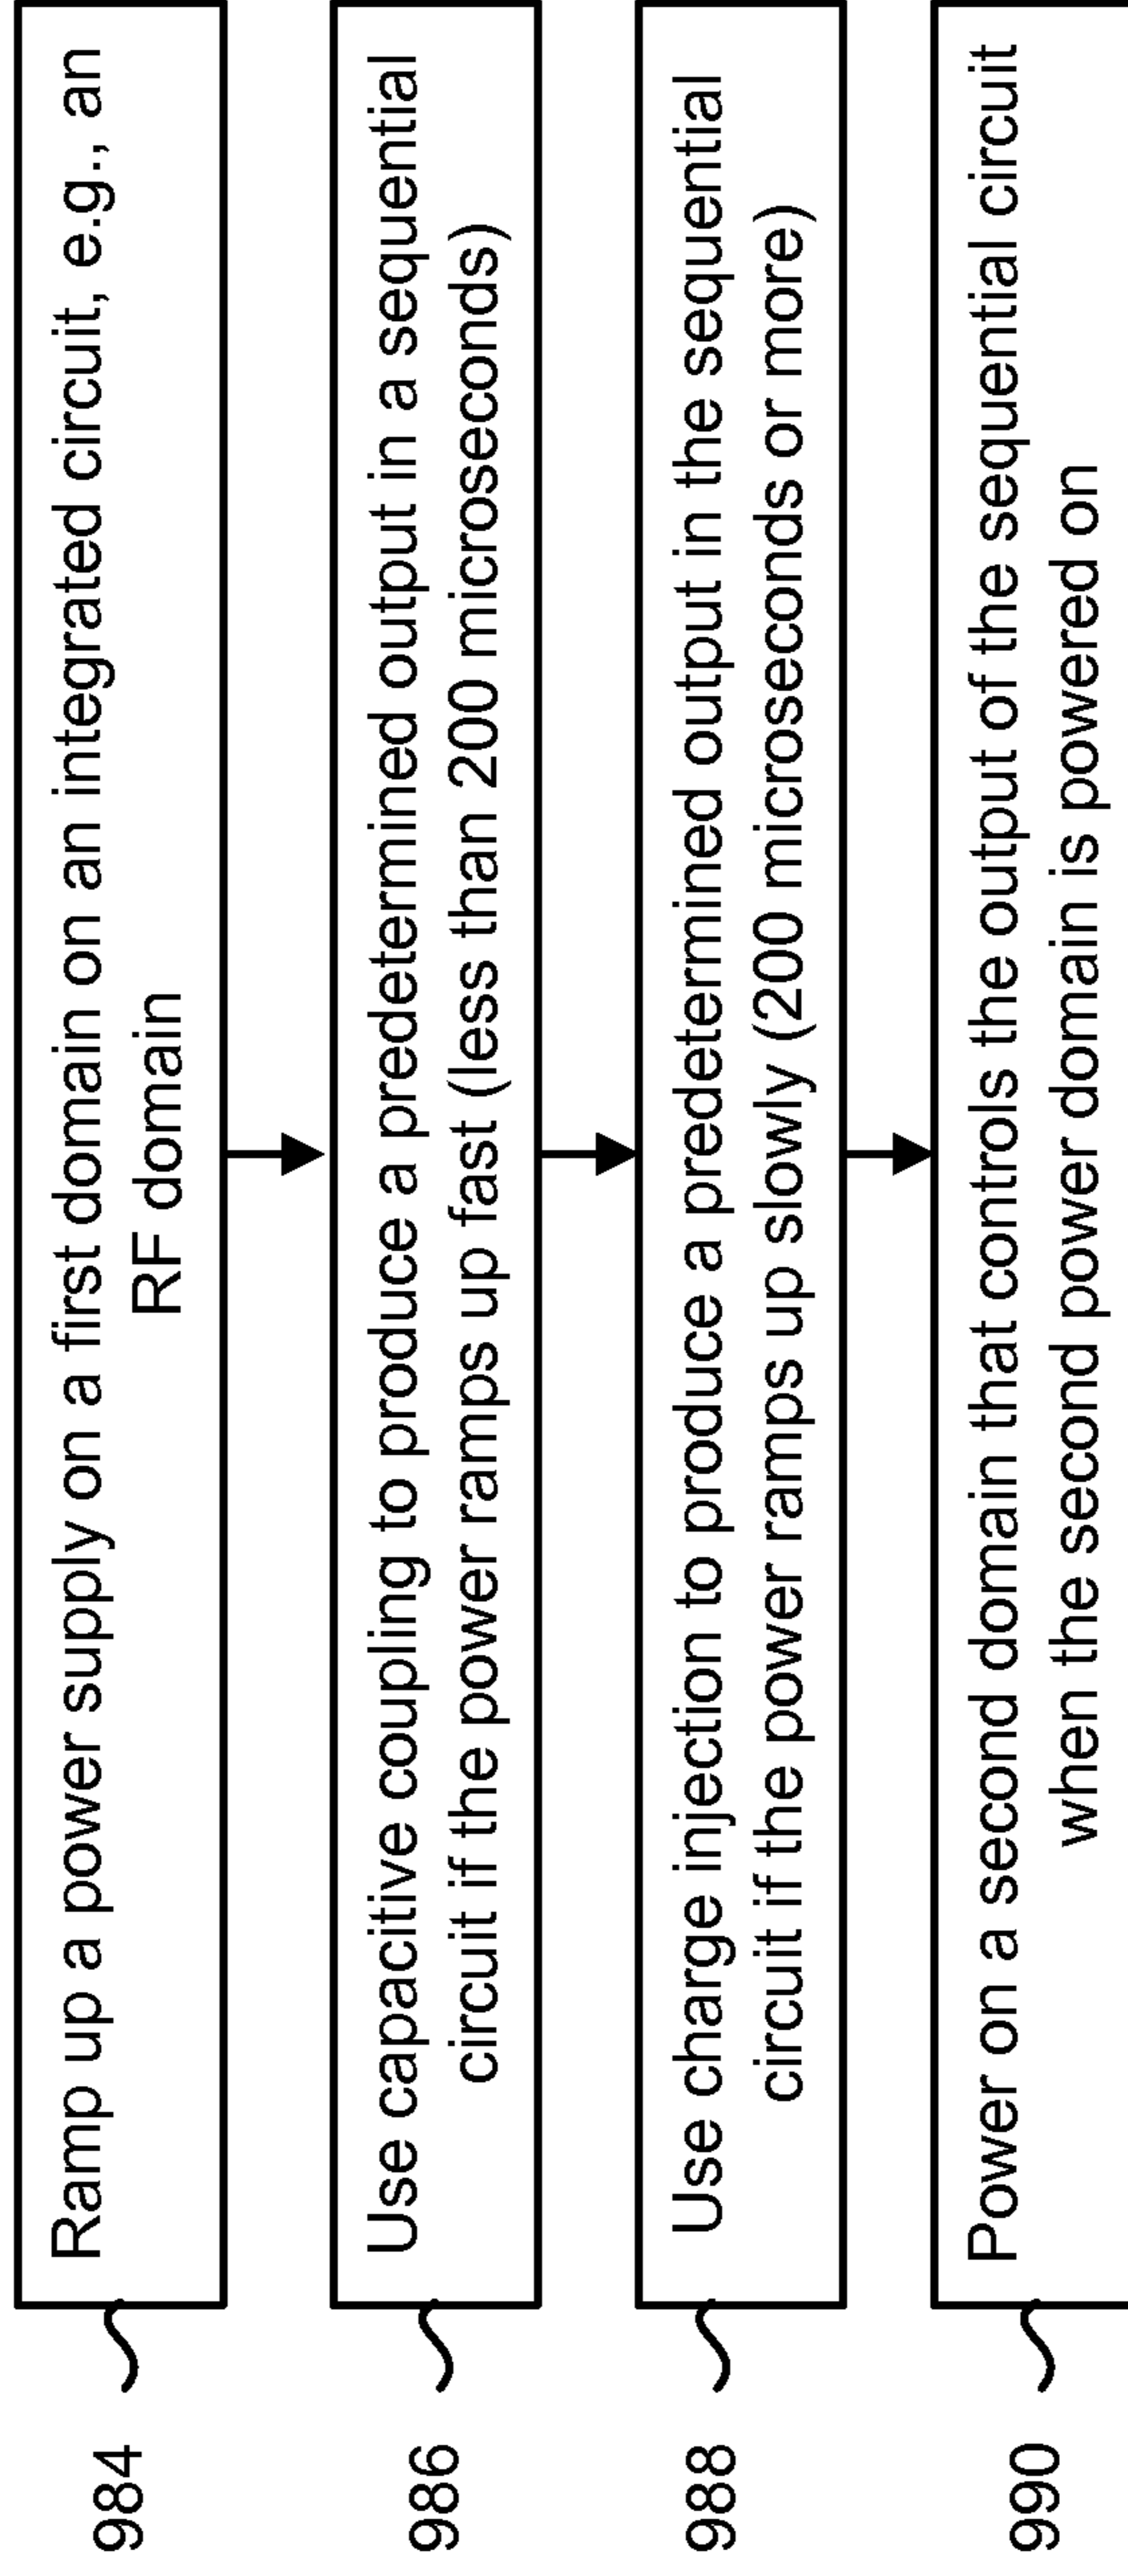 984
Ramp up a power supply on a first domain on an integrated circuit, e.g., an
RF domain
986
Use capacitive coupling to produce a predetermined output in a sequential
circuit if the power ramps up fast (less than 200 microseconds)
988
Use charge injection to produce a predetermined output in the sequential
circuit if the power ramps up slowly (200 microseconds or more)
990
Power on a second domain that controls the output of the sequential circuit
when the second power domain is powered on